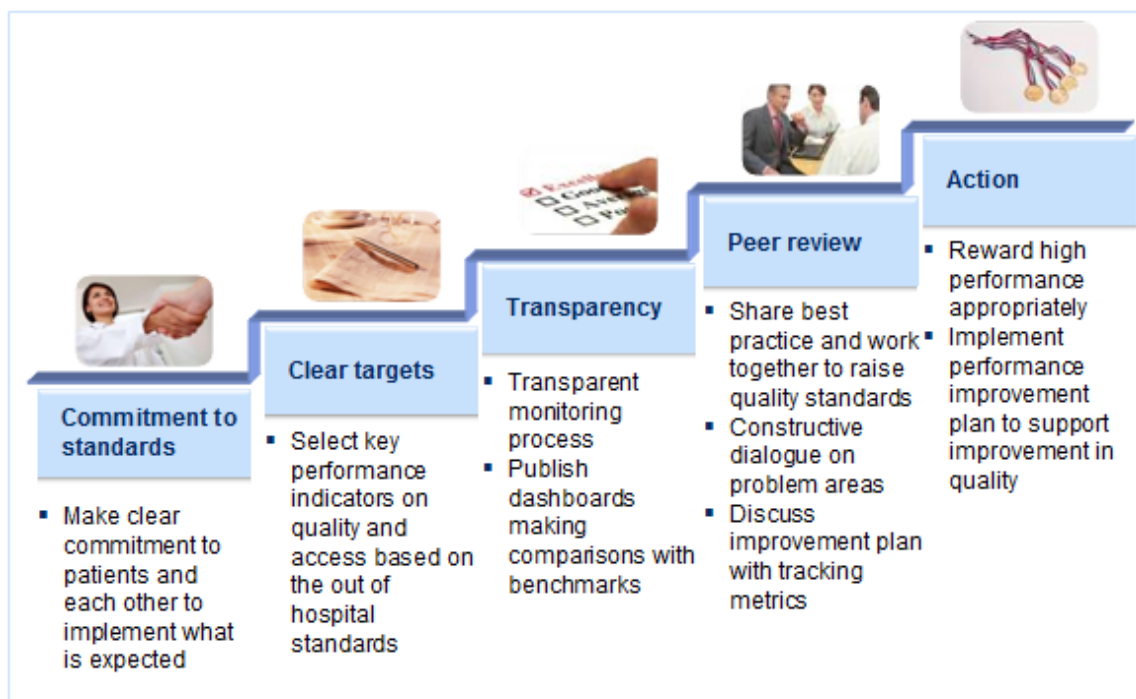 Commitment to
standards
▪ Make clear
commitment to
patients and
each other to
implement what
is expected
Clear targets
▪ Select key
performance
indicators on
quality and
access based on
the out of
hospital
standards
Excellent
Good
Average
Transparency
▪ Transparent
monitoring
process
▪ Publish
dashboards
making
comparisons with
benchmarks
Peer review
▪ Share best
practice and work
together to raise
quality standards
▪ Constructive
dialogue on
problem areas
▪ Discuss
improvement plan
with tracking
metrics
Action
▪ Reward high
performance
appropriately
▪ Implement
performance
improvement
plan to support
improvement in
quality